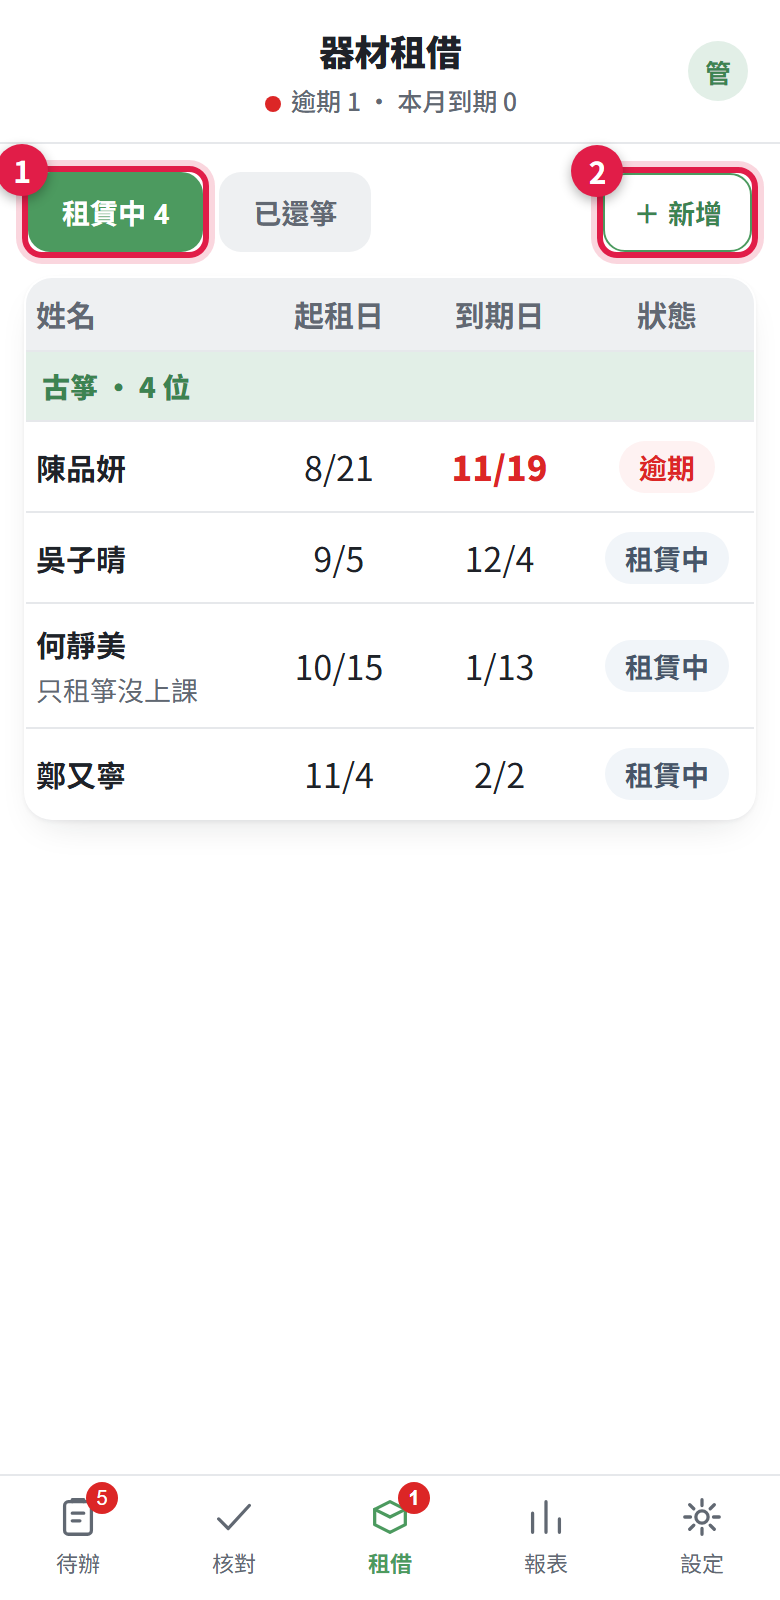 器材租借
逾期 1 · 本月到期 0
管
1
租賃中 4
已還箏
2
＋ 新增
姓名 起租日 到期日 狀態
古箏 · 4 位
陳品妍 8/21 11/19 逾期
吳子晴 9/5 12/4 租賃中
何靜美 10/15 1/13 租賃中
只租箏沒上課
鄭又寧 11/4 2/2 租賃中
5
1
待辦 核對 租借 報表 設定